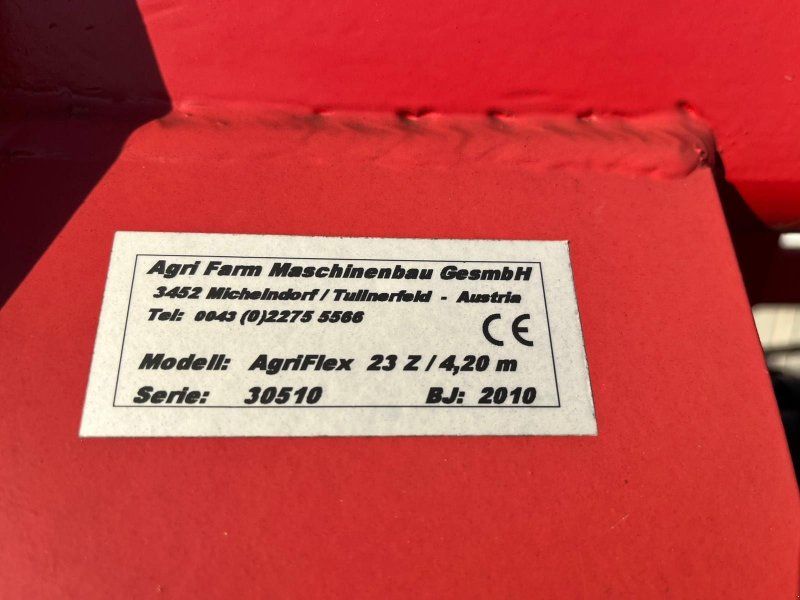 Agri Farm Maschinenbau GesmbH
3452 Michelndorf / Tullnerfeld - Austria
Tel: 0043 (0)2275 5566
CE
Modell: AgriFlex 23 Z / 4,20 m
Serie: 30510 BJ: 2010